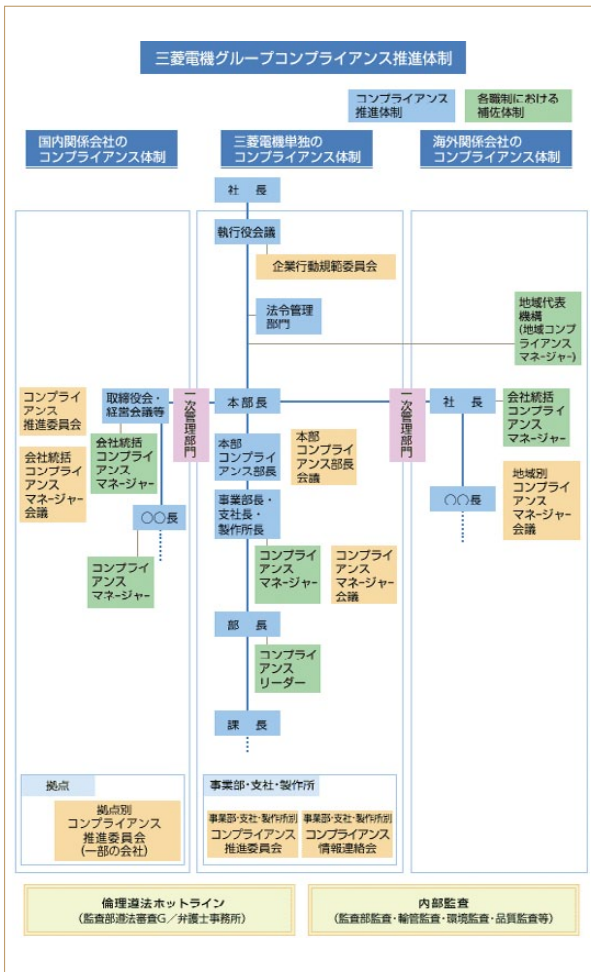 三菱電機グループコンプライアンス推進体制
コンプライアンス
推進体制
各職制における
補佐体制
国内関係会社の
コンプライアンス体制
三菱電機単独の
コンプライアンス体制
海外関係会社の
コンプライアンス体制
社 長
執行役会議
企業行動規範委員会
法令管理
部門
地域代表
機構
(地域コンプ
ライアンス
マネージャー)
コンプライ
アンス
推進委員会
取締役会・
経営会議等
一次管理部門
本部長
一次管理部門
社 長
会社統括
コンプライ
アンス
マネージャー
会社統括
コンプライ
アンス
マネージャー
会議
会社統括
コンプライ
アンス
マネージャー
本部
コンプライ
アンス部長
本部
コンプライ
アンス部長
会議
地域別
コンプライ
アンス
マネージャー
会議
〇〇長
事業部長・
支社長・
製作所長
〇〇長
コンプライ
アンス
マネージャー
コンプライ
アンス
マネージャー
コンプライ
アンス
マネージャー
会議
部 長
コンプライ
アンス
リーダー
課 長
拠点
拠点別
コンプライアンス
推進委員会
(一部の会社)
事業部・支社・製作所
事業部・支社・製作所別
コンプライアンス
推進委員会
事業部・支社・製作所別
コンプライアンス
情報連絡会
倫理遵法ホットライン
(監査部遵法審査G/弁護士事務所)
内部監査
(監査部監査・輸管監査・環境監査・品質監査等)